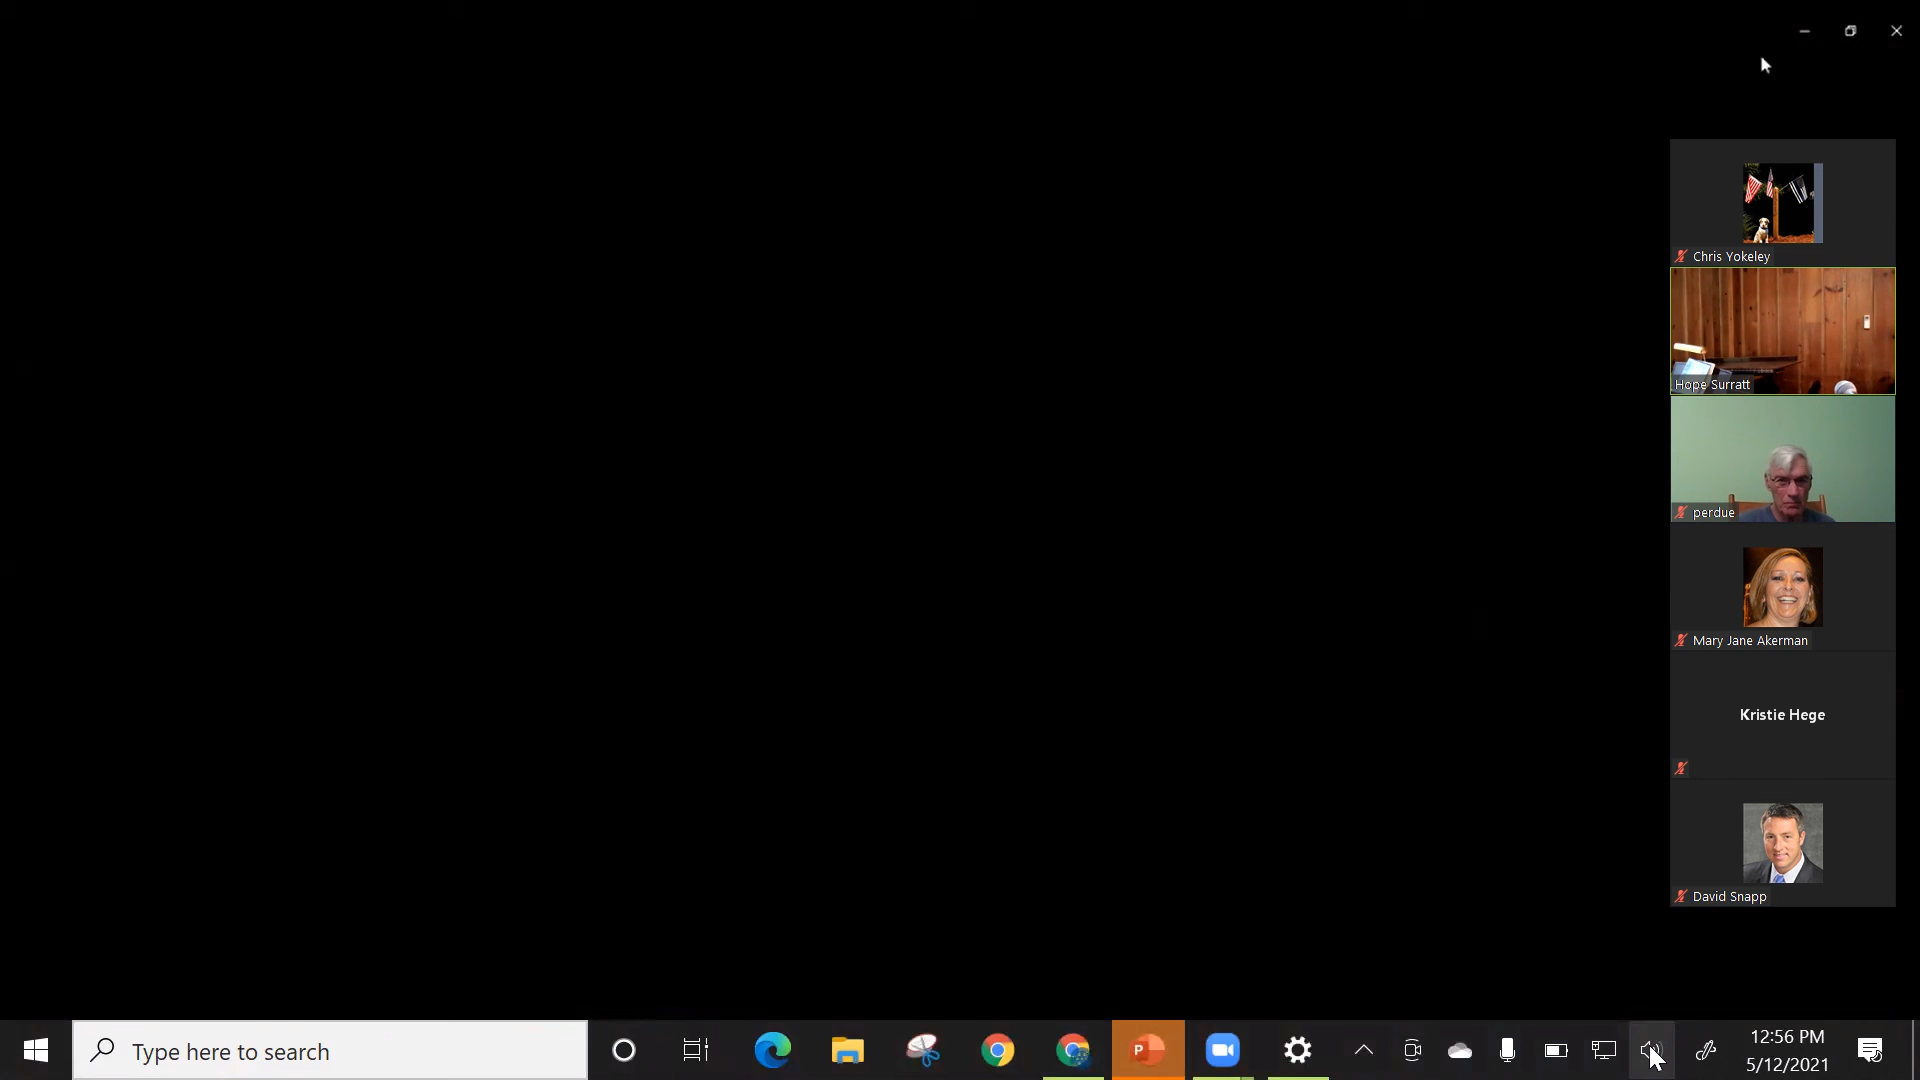 Chris Yokeley
Hope Surratt
perdue
Mary Jane Akerman
Kristie Hege
David Snapp
Type here to search
P
12:56 PM
5/12/2021